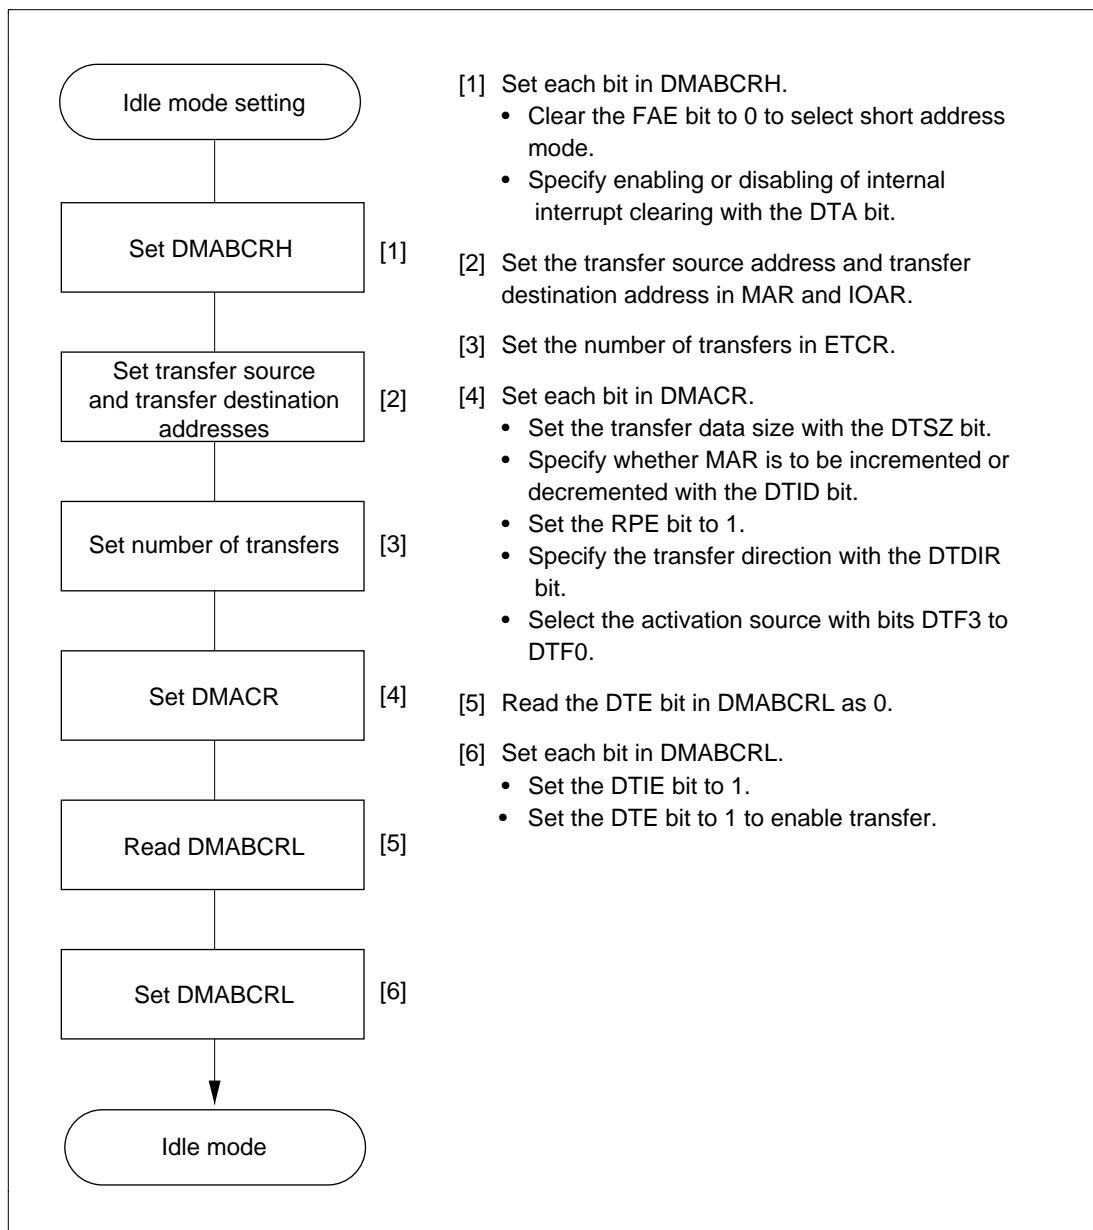 Idle mode setting
Set DMABCRH
[1]
Set transfer source
and transfer destination
addresses
[2]
Set number of transfers
[3]
Set DMACR
[4]
Read DMABCRL
[5]
Set DMABCRL
[6]
Idle mode
[1] Set each bit in DMABCRH.
• Clear the FAE bit to 0 to select short address
mode.
• Specify enabling or disabling of internal
interrupt clearing with the DTA bit.
[2] Set the transfer source address and transfer
destination address in MAR and IOAR.
[3] Set the number of transfers in ETCR.
[4] Set each bit in DMACR.
• Set the transfer data size with the DTSZ bit.
• Specify whether MAR is to be incremented or
decremented with the DTID bit.
• Set the RPE bit to 1.
• Specify the transfer direction with the DTDIR
bit.
• Select the activation source with bits DTF3 to
DTF0.
[5] Read the DTE bit in DMABCRL as 0.
[6] Set each bit in DMABCRL.
• Set the DTIE bit to 1.
• Set the DTE bit to 1 to enable transfer.